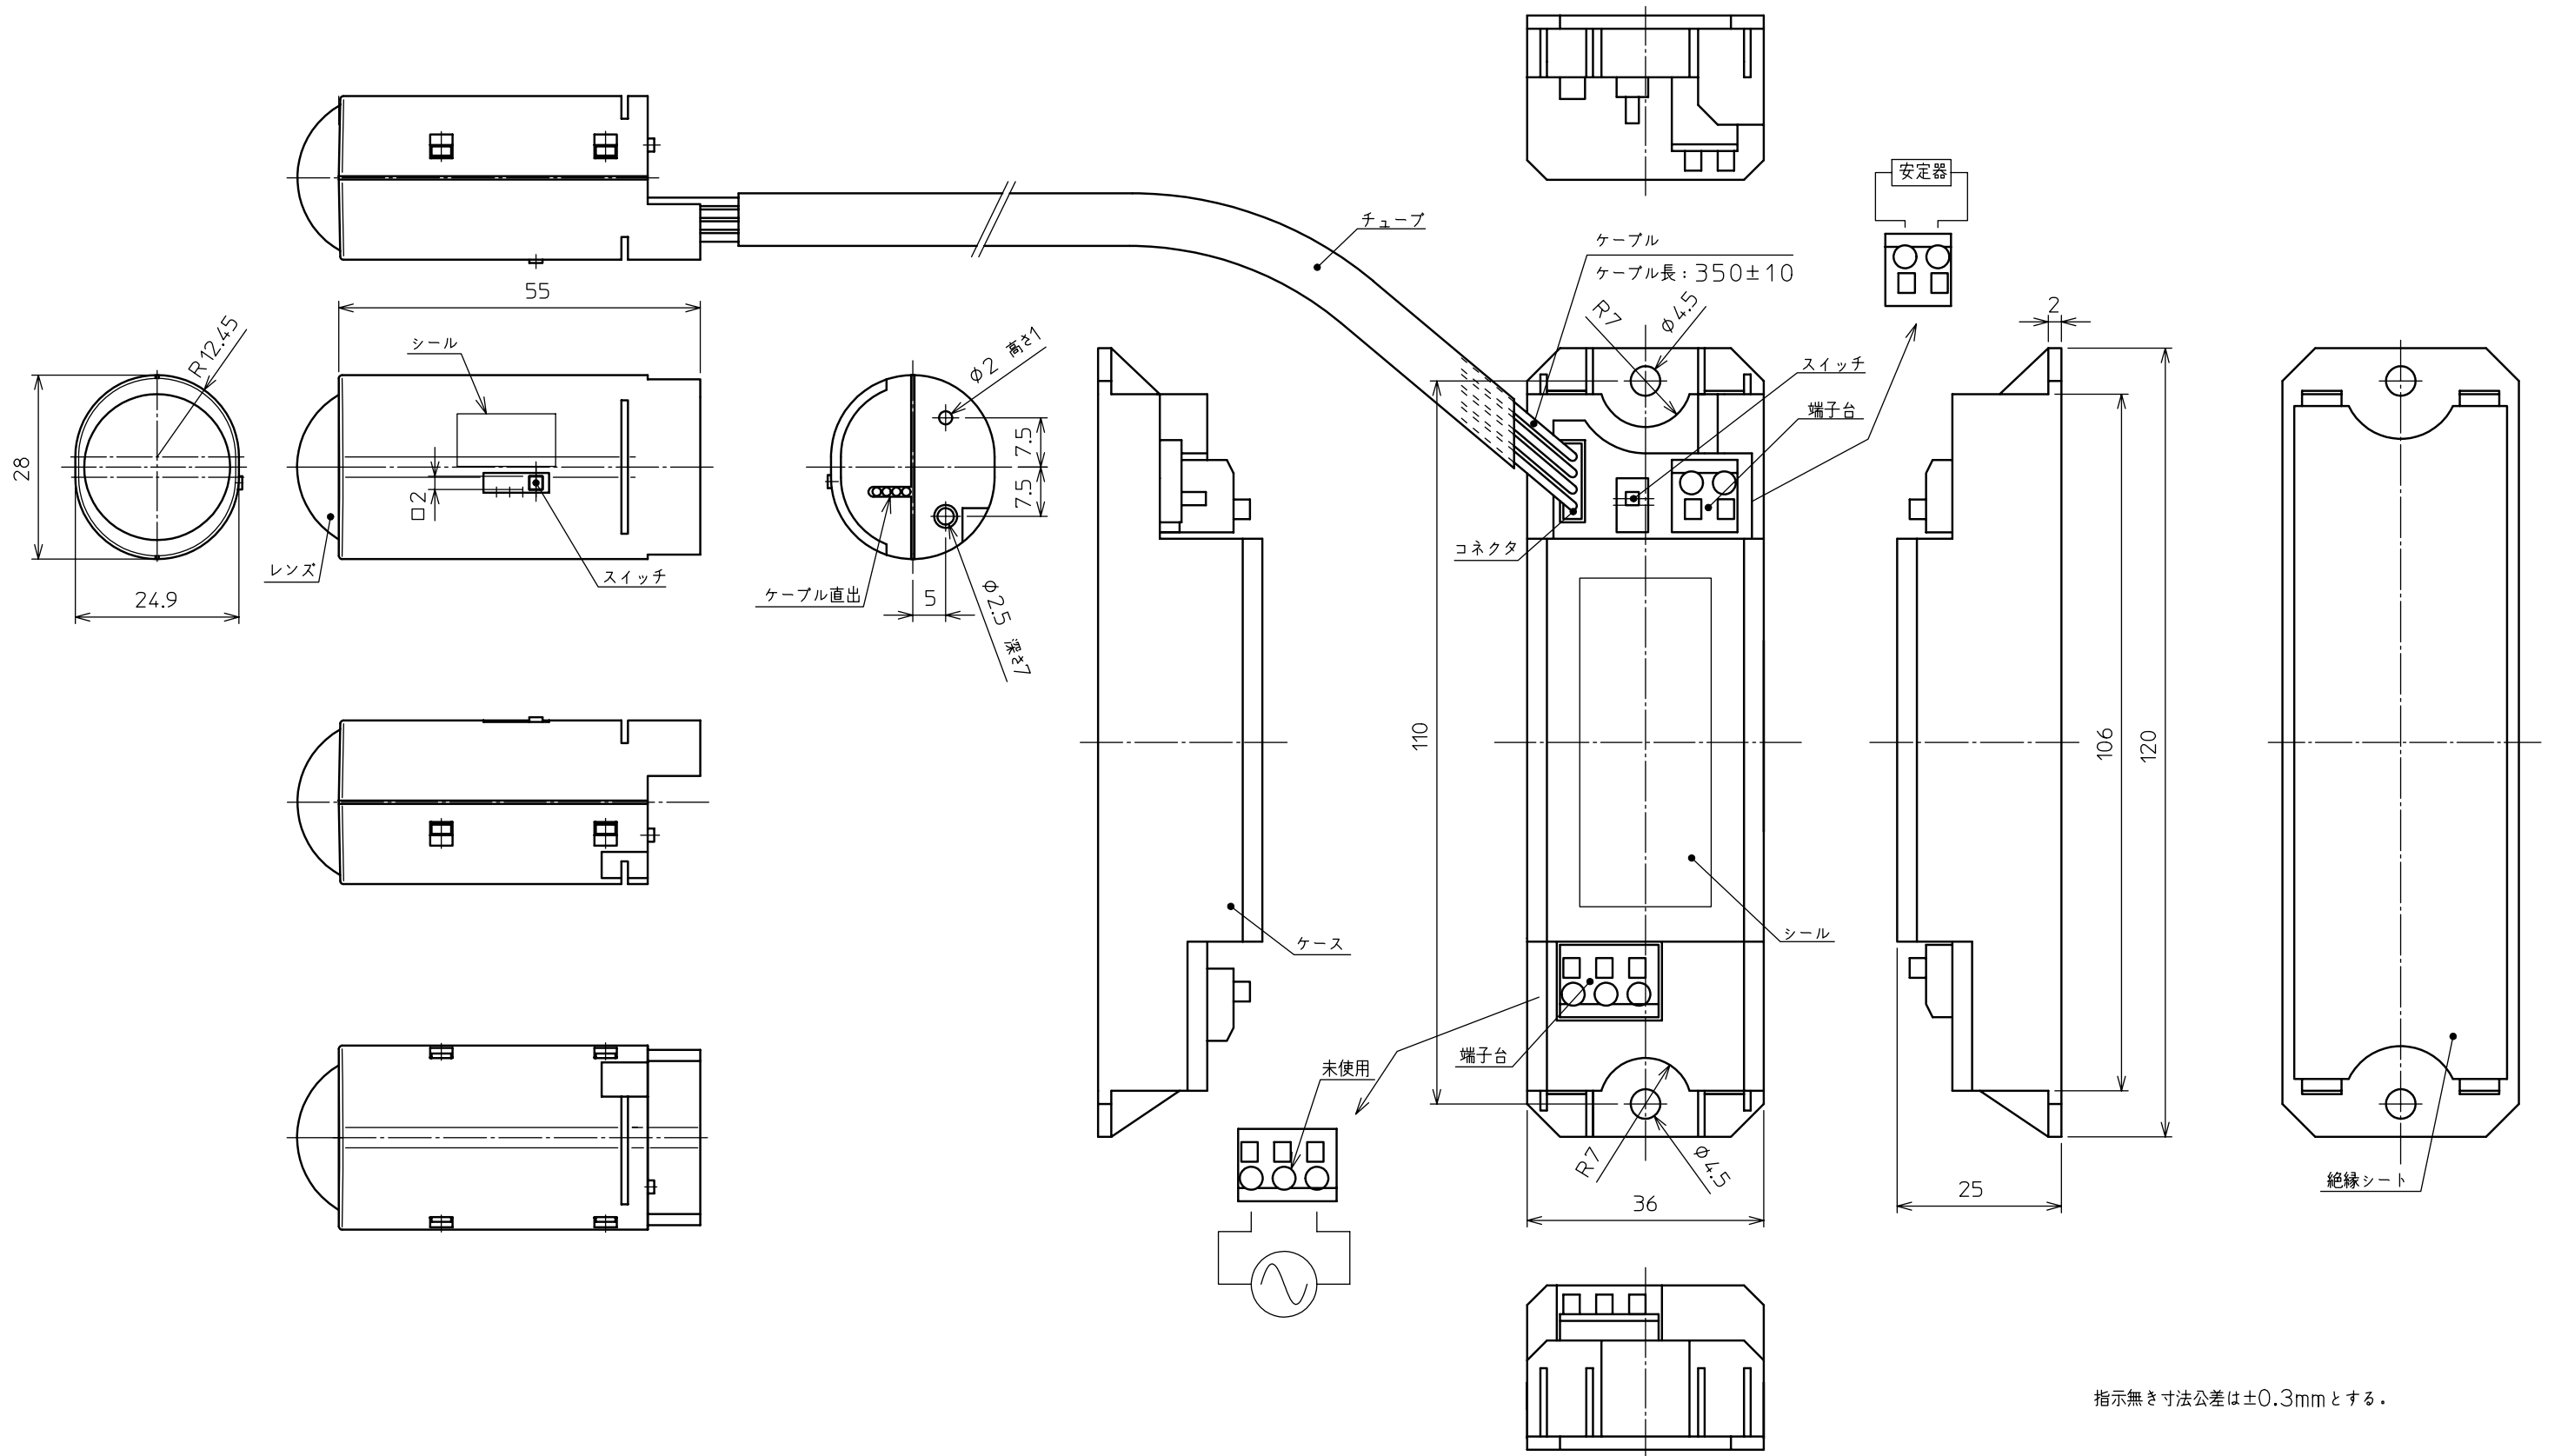 安定器
チューブ
ケーブル
ケーブル長：350±10
55
R12.45
シール
φ2 高さ1
R7
φ4.5
スイッチ
端子台
2
28
7.5
7.5
□2
コネクタ
レンズ
スイッチ
24.9
ケーブル直出
5
φ2.5 深さ7
110
106
120
ケース
シール
未使用
端子台
R7
φ4.5
36
25
絶縁シート
指示無き寸法公差は±0.3mmとする.